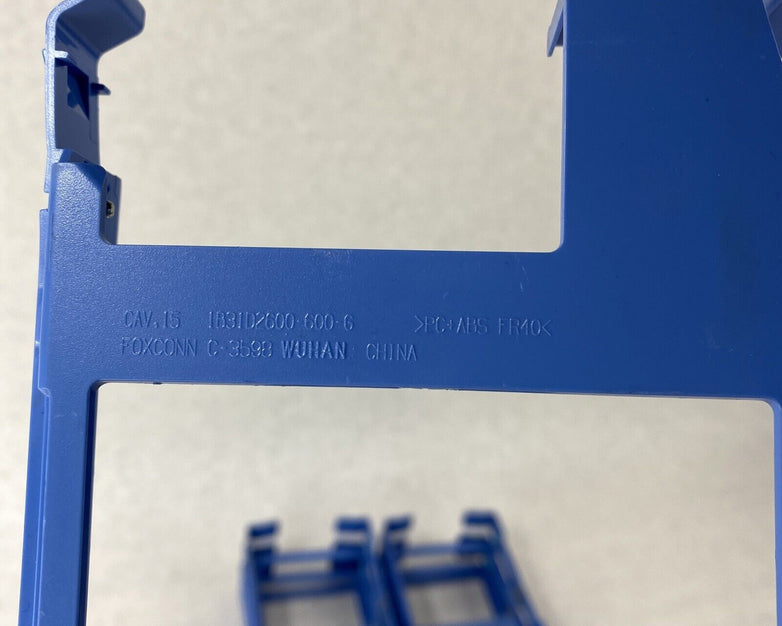 CAV.15 1B31D2600-600-G >PC+ABS FR40<
FOXCONN C-3598 WUHAN CHINA